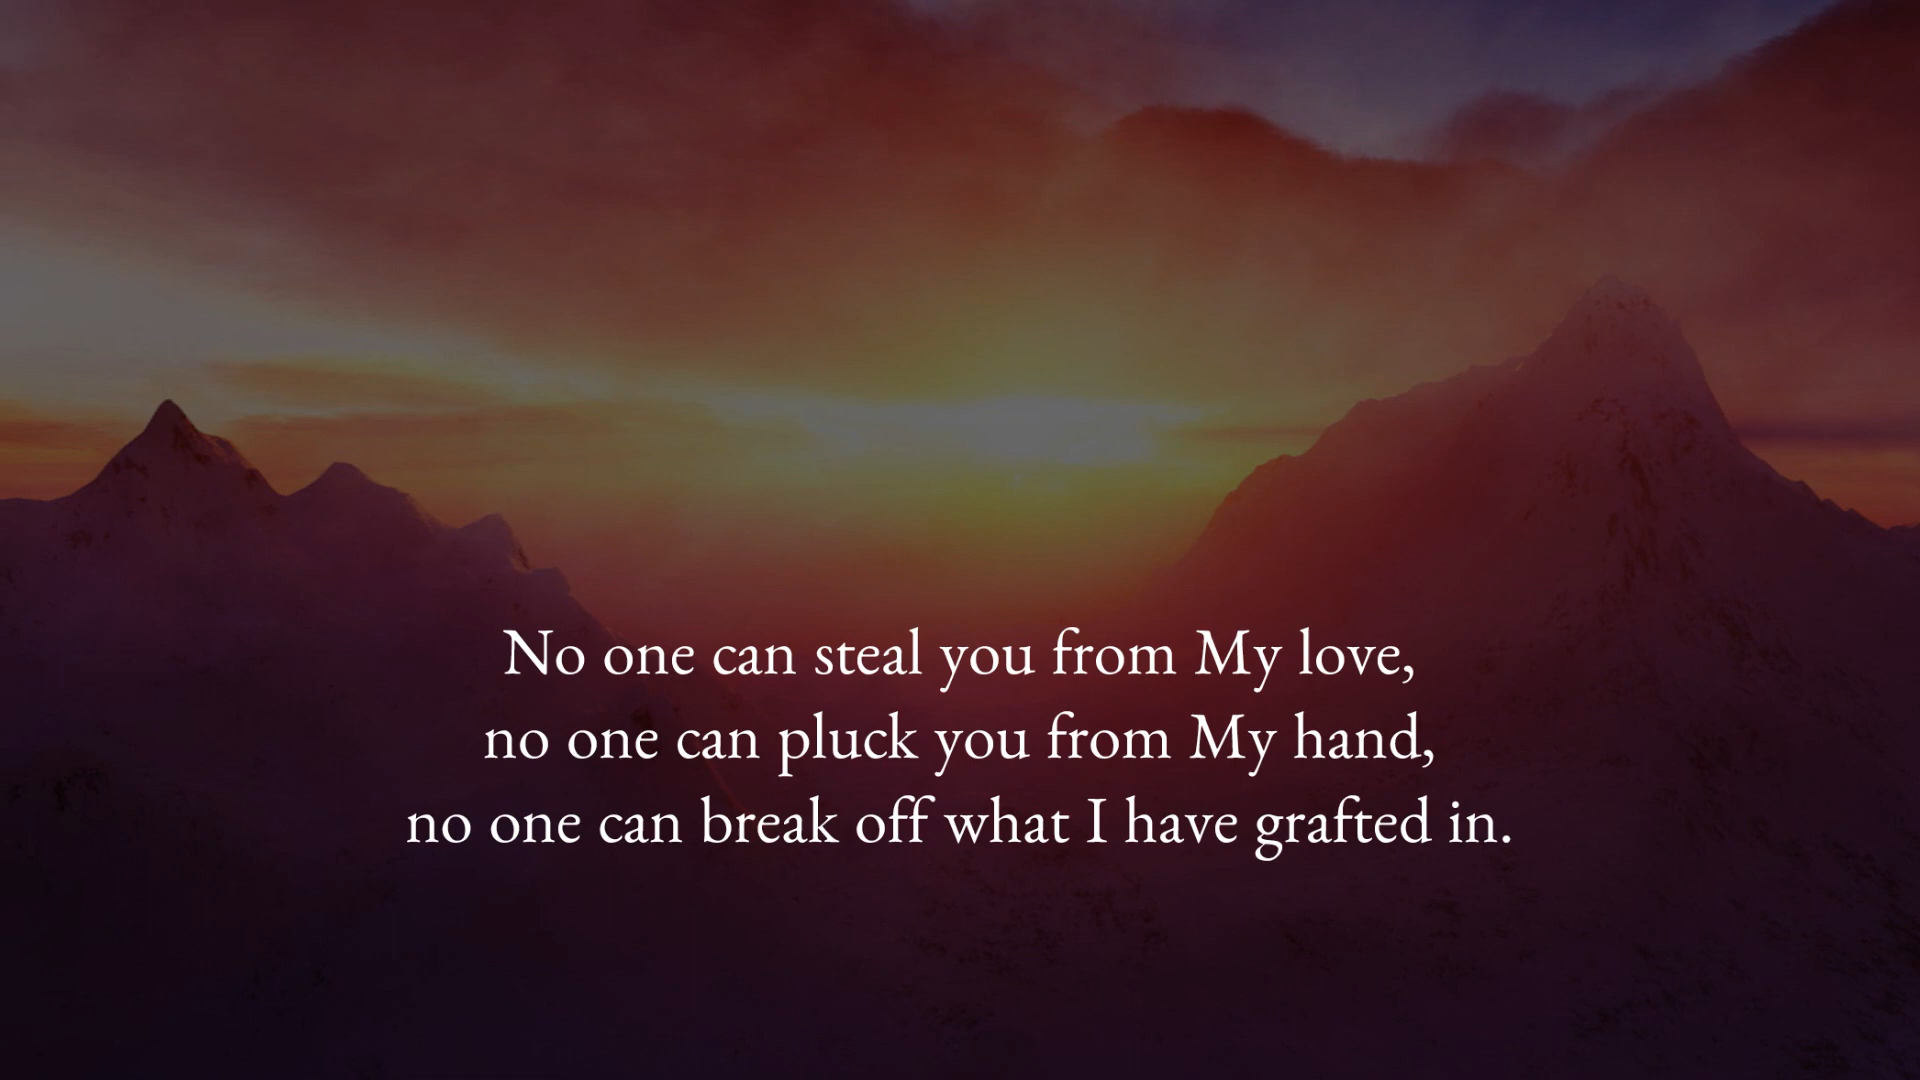 No one can steal you from My love,
no one can pluck you from My hand,
no one can break off what I have grafted in.